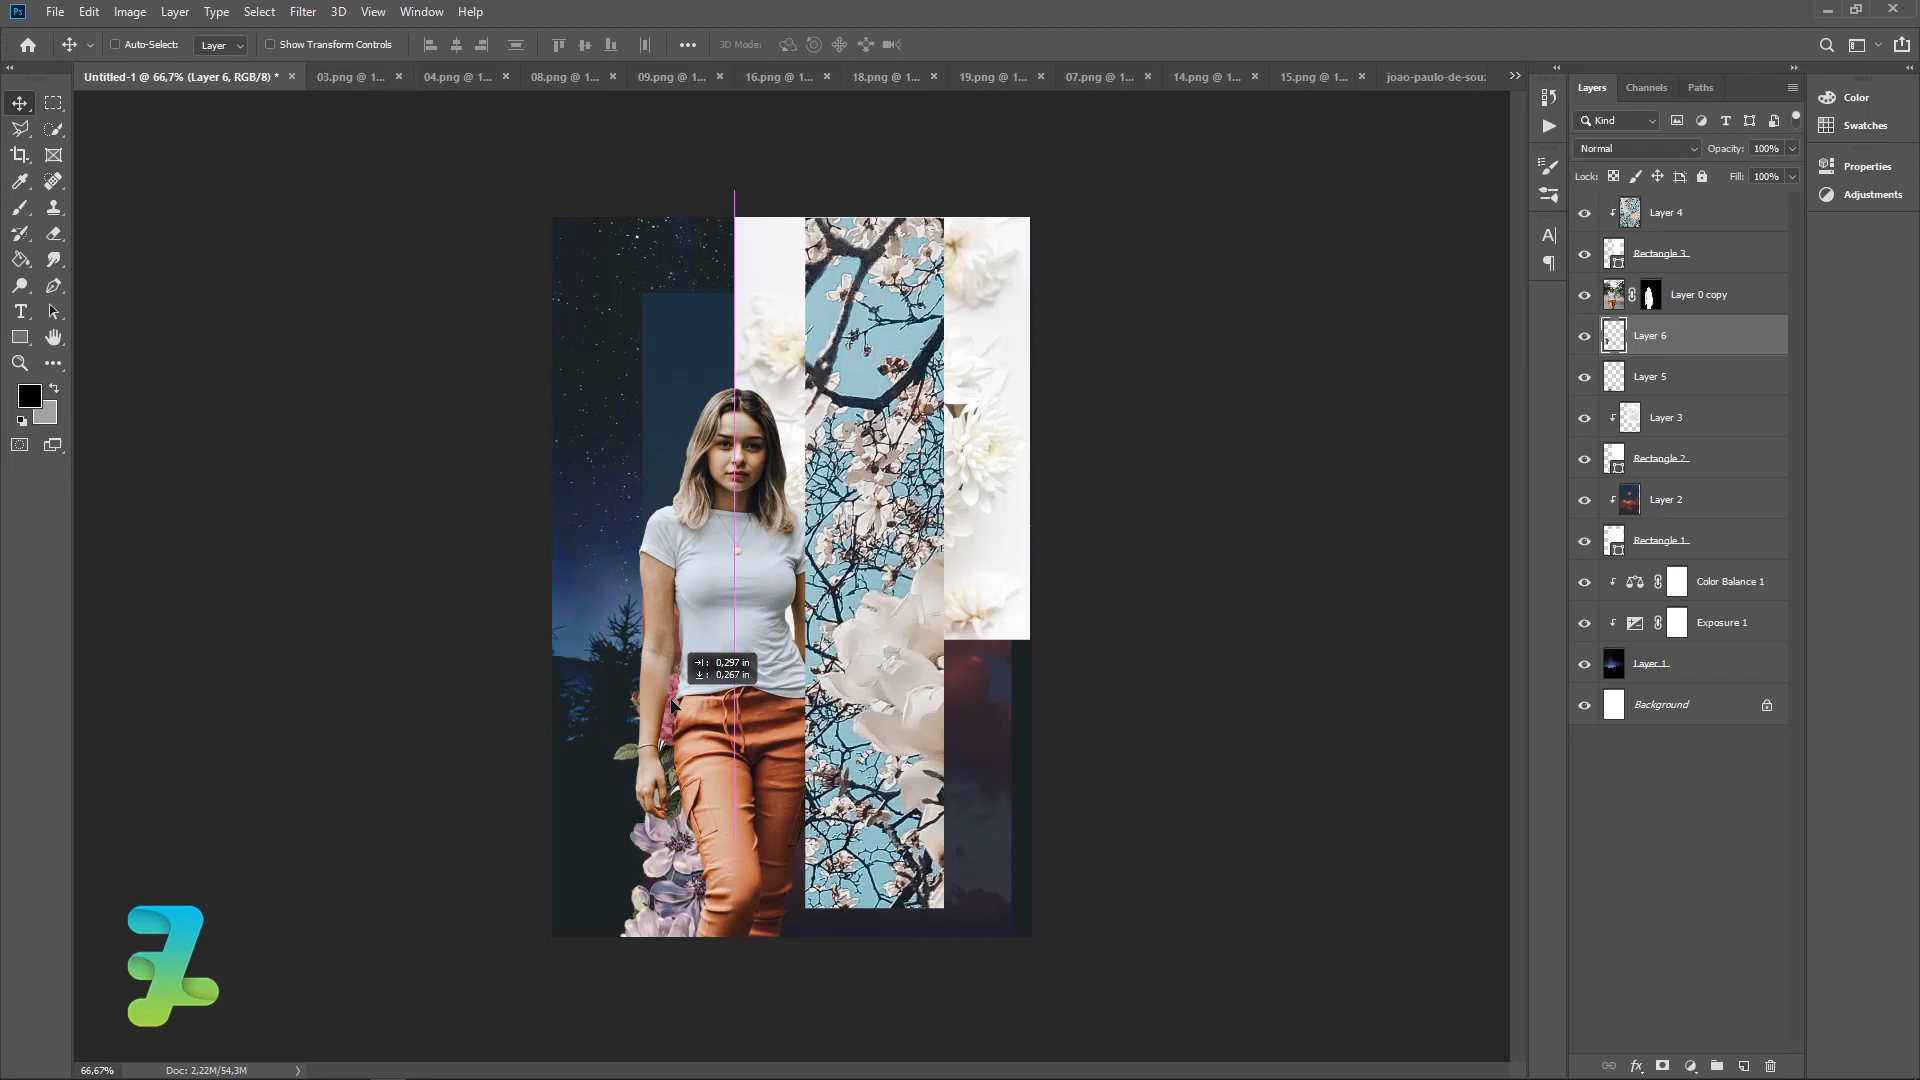 Ps File Edit Image Layer Type Select Filter 3D View Window Help
Auto-Select: Layer Show Transform Controls 3D Mode:
Untitled-1 @ 66,7% (Layer 6, RGB/8) * 03.png @ 1... 04.png @ 1... 08.png @ 1... 09.png @ 1... 16.png @ 1... 18.png @ 1... 19.png @ 1... 07.png @ 1... 14.png @ 1... 15.png @ 1... joao-paulo-de-souz
Layers Channels Paths
Kind
Normal Opacity: 100%
Lock: Fill: 100%
Layer 4
Rectangle 3
Layer 0 copy
Layer 6
Layer 5
Layer 3
Rectangle 2
Layer 2
Rectangle 1
Color Balance 1
Exposure 1
Layer 1
Background
Color
Swatches
Properties
Adjustments
0,297 in
0,267 in
66,67% Doc: 2,22M/54,3M